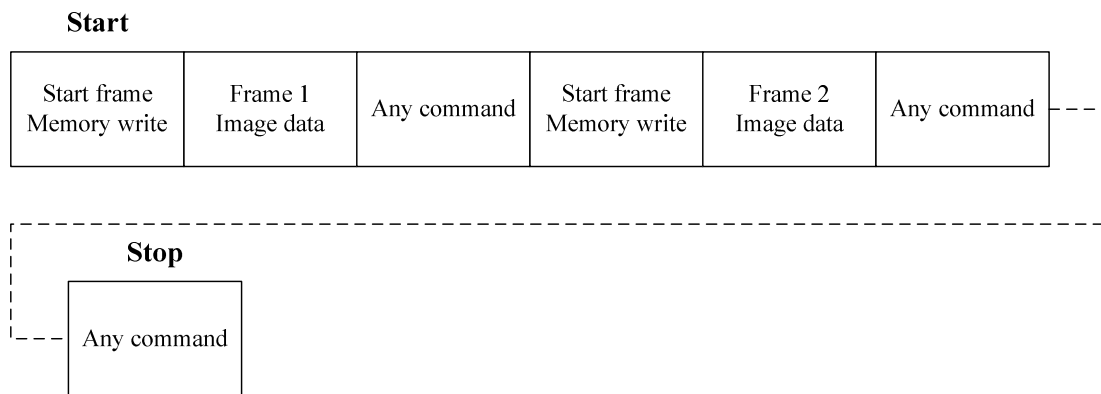 Start
Start frame
Memory write
Frame 1
Image data
Any command
Start frame
Memory write
Frame 2
Image data
Any command
Stop
Any command